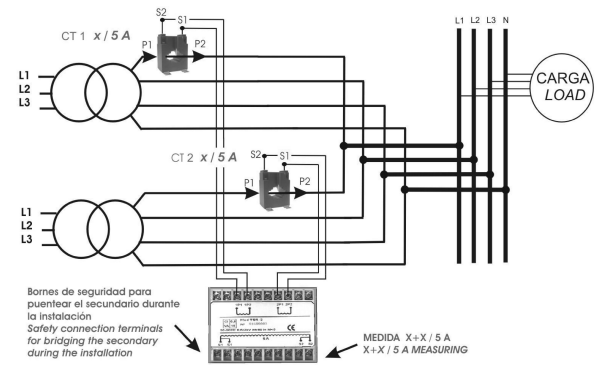 S2
S1
CT 1 x / 5 A
P1
P2
L1
L2
L3
L1 L2 L3 N
CARGA
LOAD
CT 2 x / 5 A
S2
S1
P1
P2
L1
L2
L3
Bornes de seguridad para
puentear el secundario durante
la instalación
Safety connection terminals
for bridging the secondary
during the installation
CE
5 A
MEDIDA X+X / 5 A
X+X / 5 A MEASURING